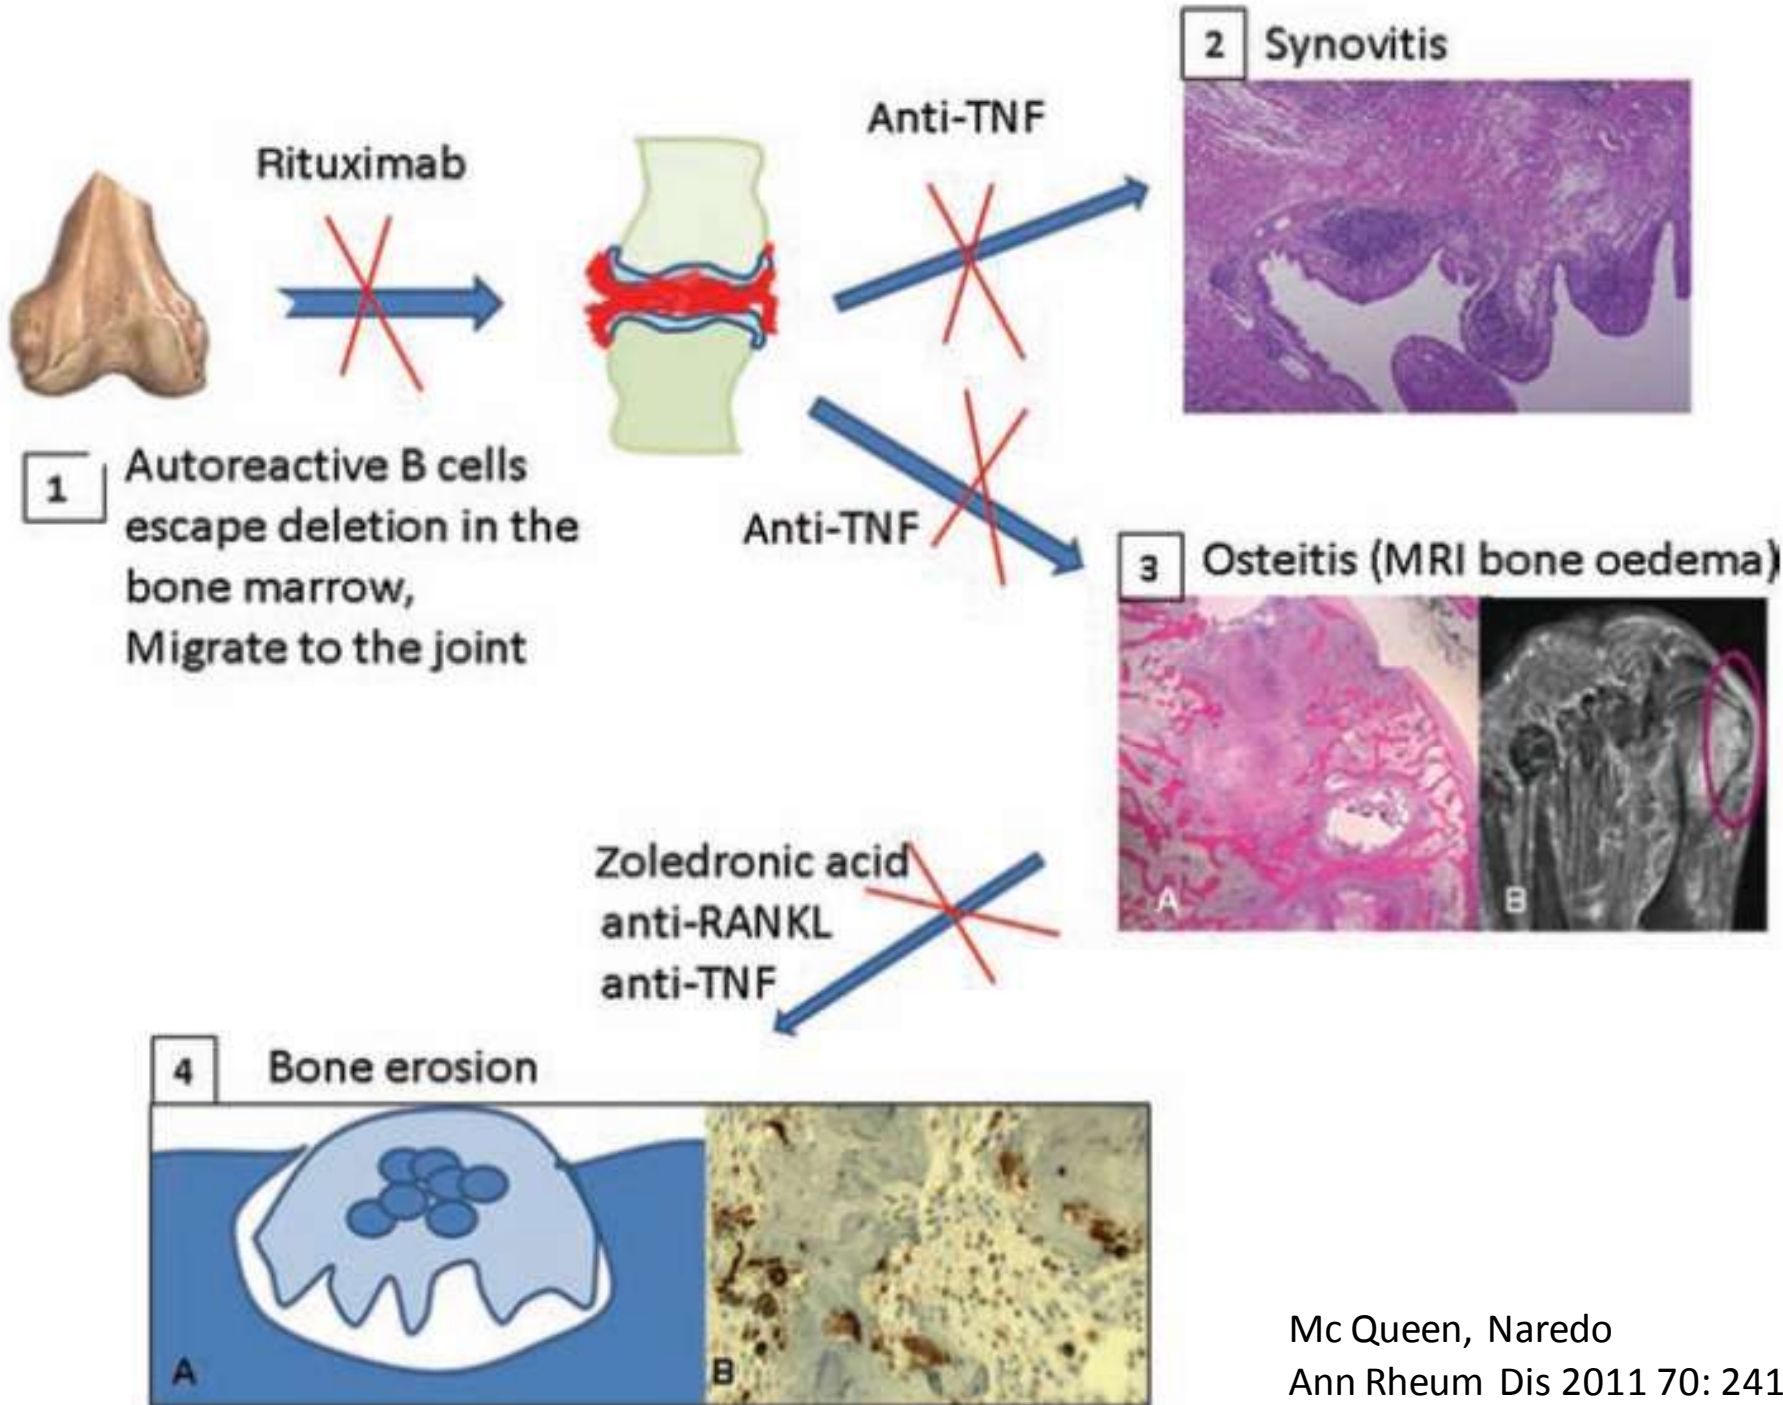 Rituximab
Anti-TNF
2 Synovitis
1 Autoreactive B cells
escape deletion in the
bone marrow,
Migrate to the joint
Anti-TNF
3 Osteitis (MRI bone oedema)
A B
Zoledronic acid
anti-RANKL
anti-TNF
4 Bone erosion
A B
Mc Queen, Naredo
Ann Rheum Dis 2011 70: 241